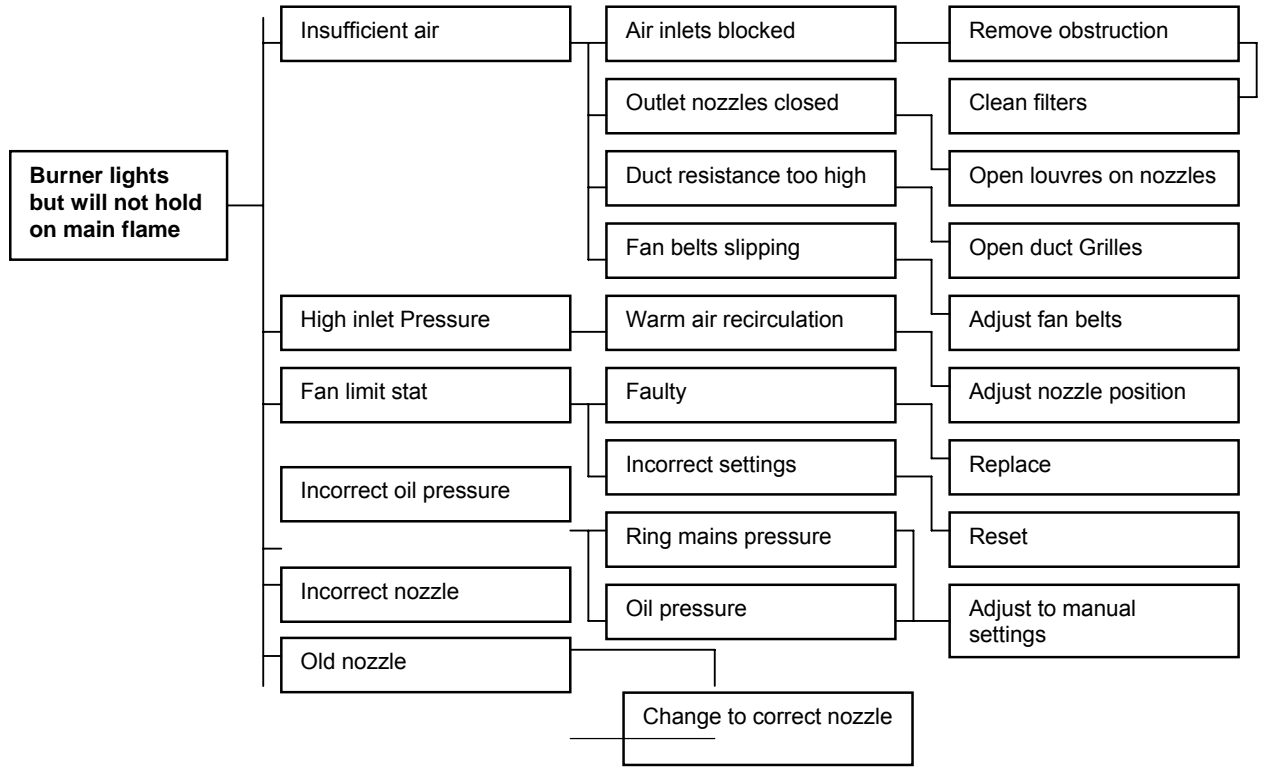 Burner lights
but will not hold
on main flame
Insufficient air
Air inlets blocked
Remove obstruction
Clean filters
Outlet nozzles closed
Open louvres on nozzles
Duct resistance too high
Open duct Grilles
Fan belts slipping
Adjust fan belts
High inlet Pressure
Warm air recirculation
Adjust nozzle position
Fan limit stat
Faulty
Replace
Incorrect settings
Reset
Incorrect oil pressure
Ring mains pressure
Oil pressure
Adjust to manual
settings
Incorrect nozzle
Old nozzle
Change to correct nozzle